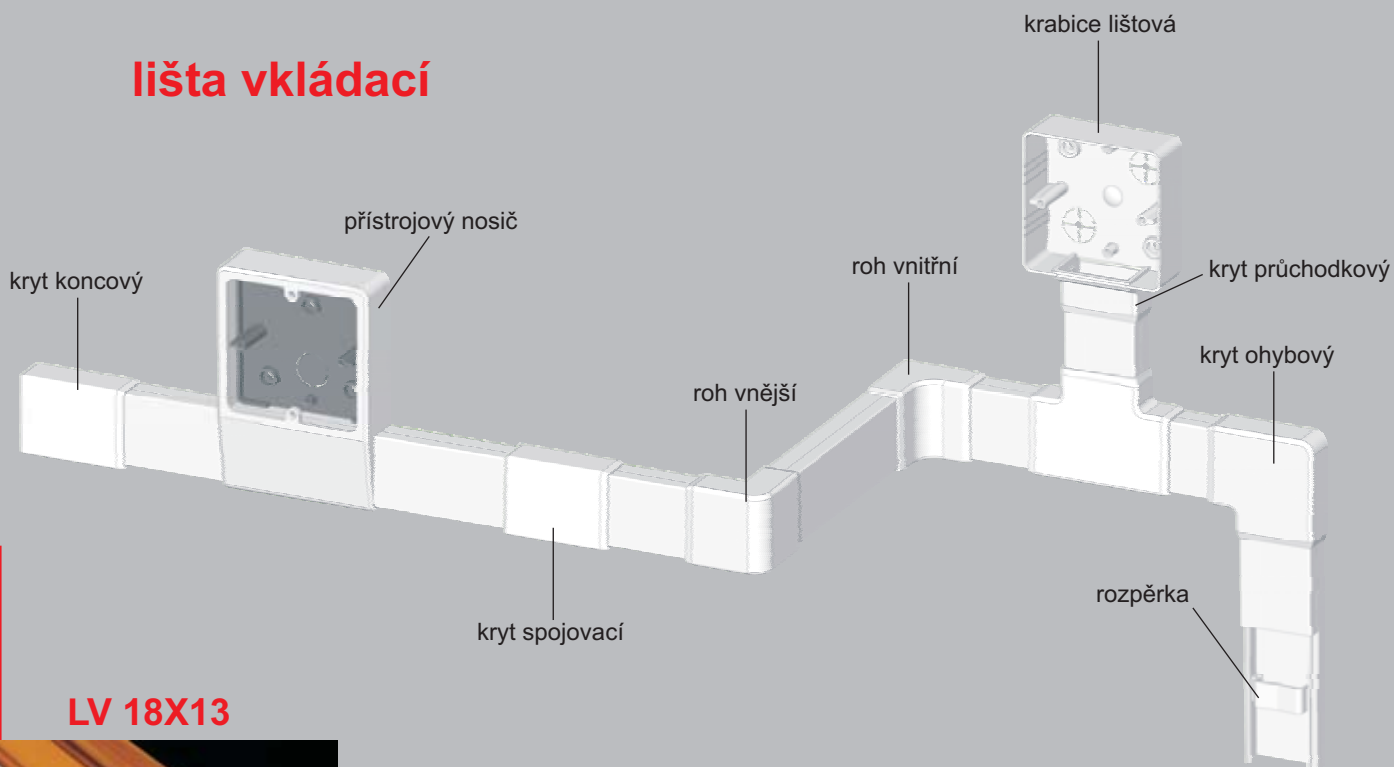 krabice lištová
lišta vkládací
přístrojový nosič
kryt koncový
roh vnitřní
kryt průchodkový
kryt ohybový
roh vnější
rozpěrka
kryt spojovací
LV 18X13